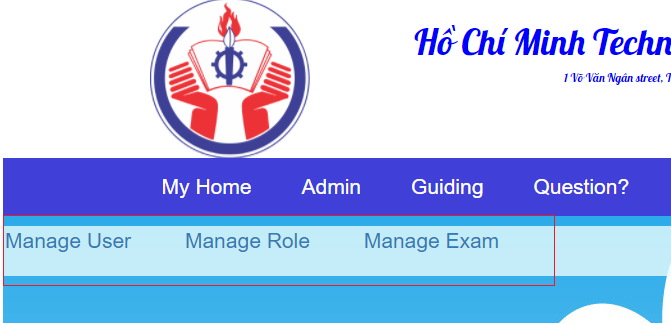 Hồ Chí Minh Techn
1 Võ Văn Ngân street, T
My Home Admin Guiding Question?
Manage User Manage Role Manage Exam